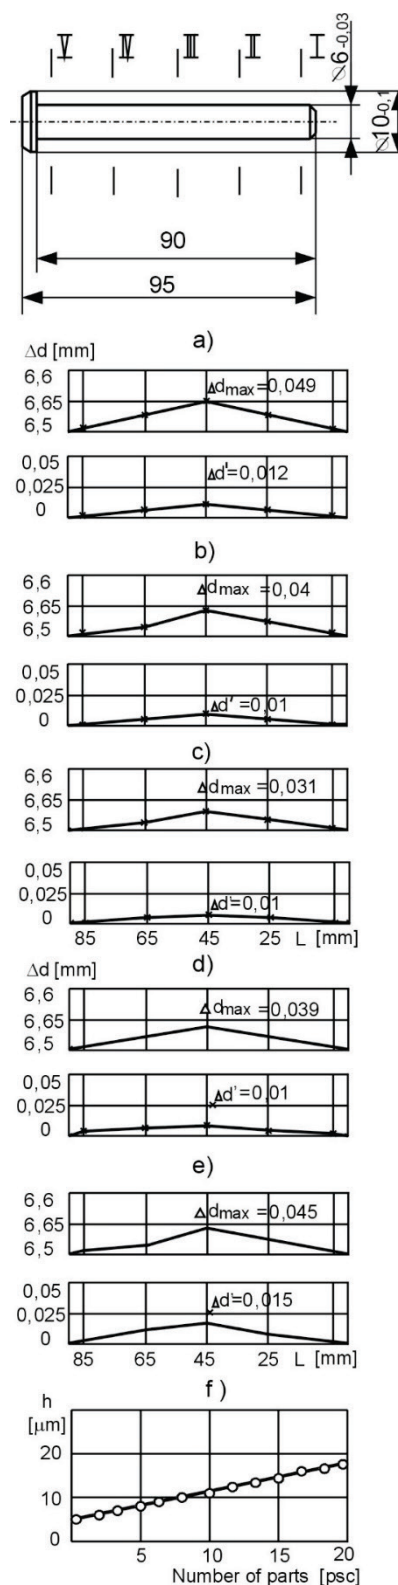 V IV III II I
⌀6-0,03
⌀10-0,1
90
95
a)
Δd [mm]
6,6
Δdmax=0,049
6,65
6,5
0,05
Δd'=0,012
0,025
0
b)
6,6
Δdmax =0,04
6,65
6,5
0,05
0,025
Δd' =0,01
0
c)
6,6
Δdmax =0,031
6,65
6,5
0,05
0,025
Δd'=0,01
0
85 65 45 25 L [mm]
d)
Δd [mm]
6,6
Δdmax =0,039
6,65
6,5
0,05
Δd' =0,01
0,025
0
e)
6,6
Δdmax =0,045
6,65
6,5
0,05
Δd'=0,015
0,025
0
85 65 45 25 L [mm]
f )
h
[μm]
20
10
0
5 10 15 20
Number of parts [psc]